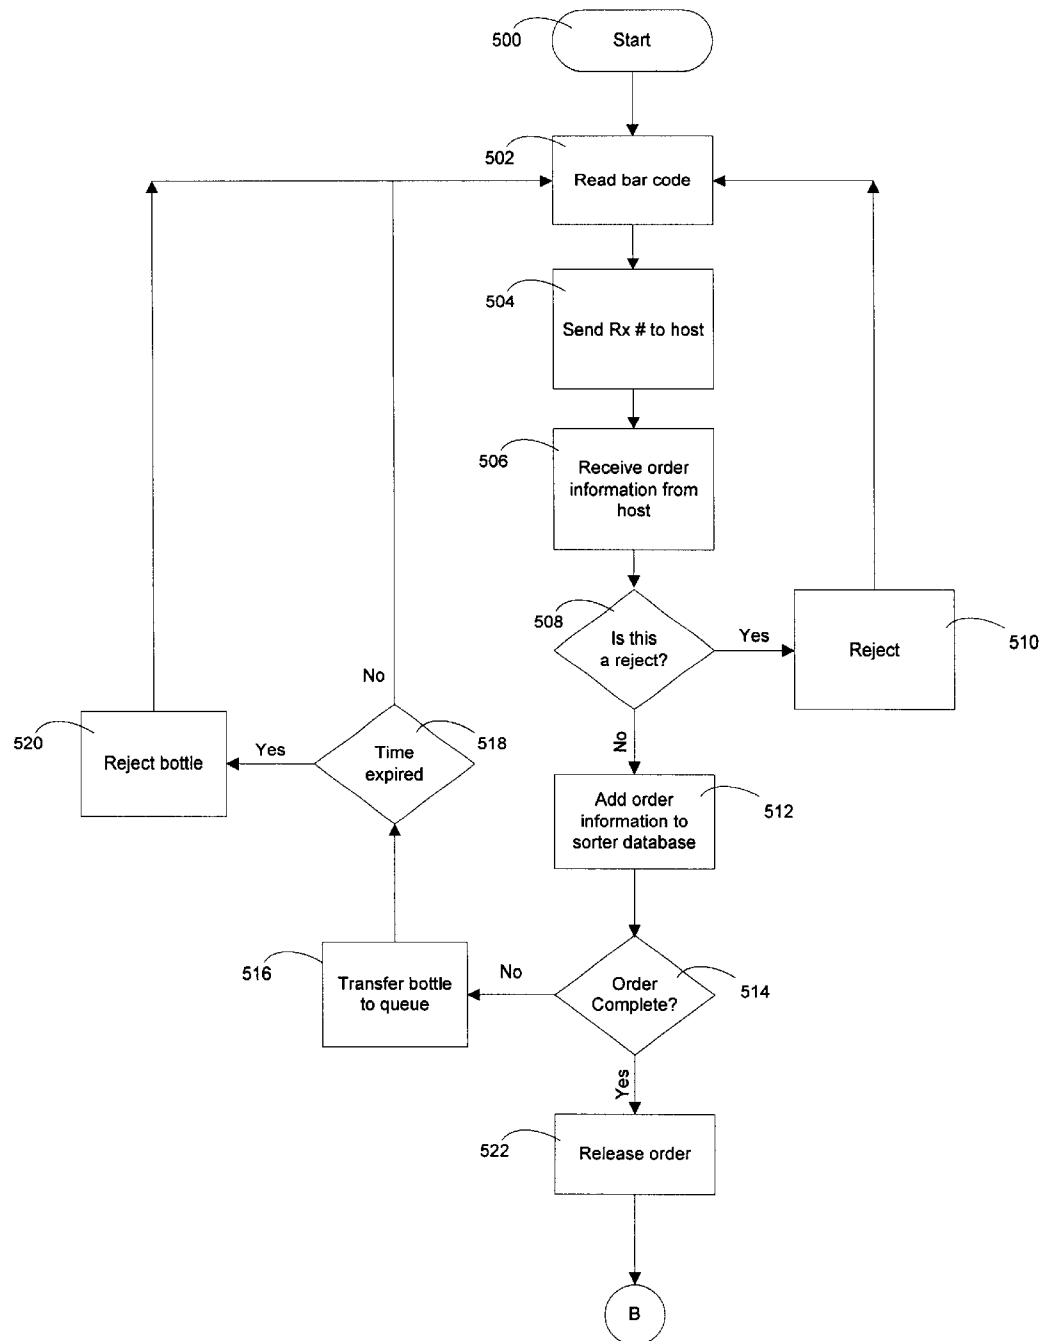 500
Start
502
Read bar code
504
Send Rx # to host
506
Receive order
information from
host
508
Is this
a reject?
Yes
Reject
510
No
No
520
Reject bottle
Yes
Time
expired
518
Add order
information to
sorter database
512
516
Transfer bottle
to queue
No
Order
Complete?
514
Yes
522
Release order
B